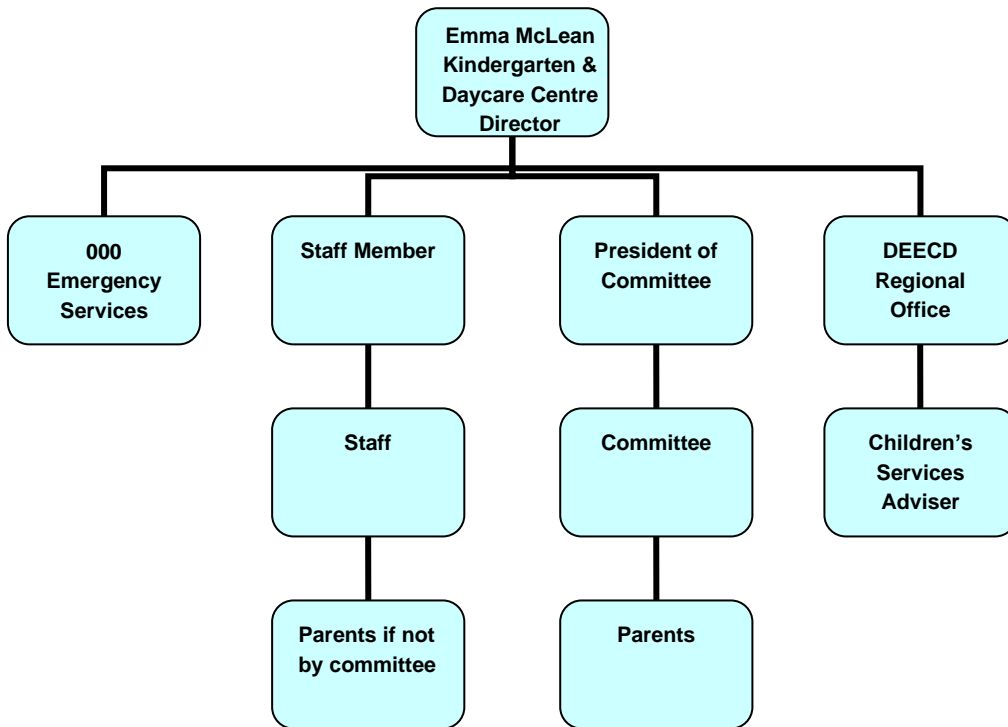 Emma McLean
Kindergarten &
Daycare Centre
Director
000
Emergency
Services
Staff Member
President of
Committee
DEECD
Regional
Office
Staff
Committee
Children’s
Services
Adviser
Parents if not
by committee
Parents